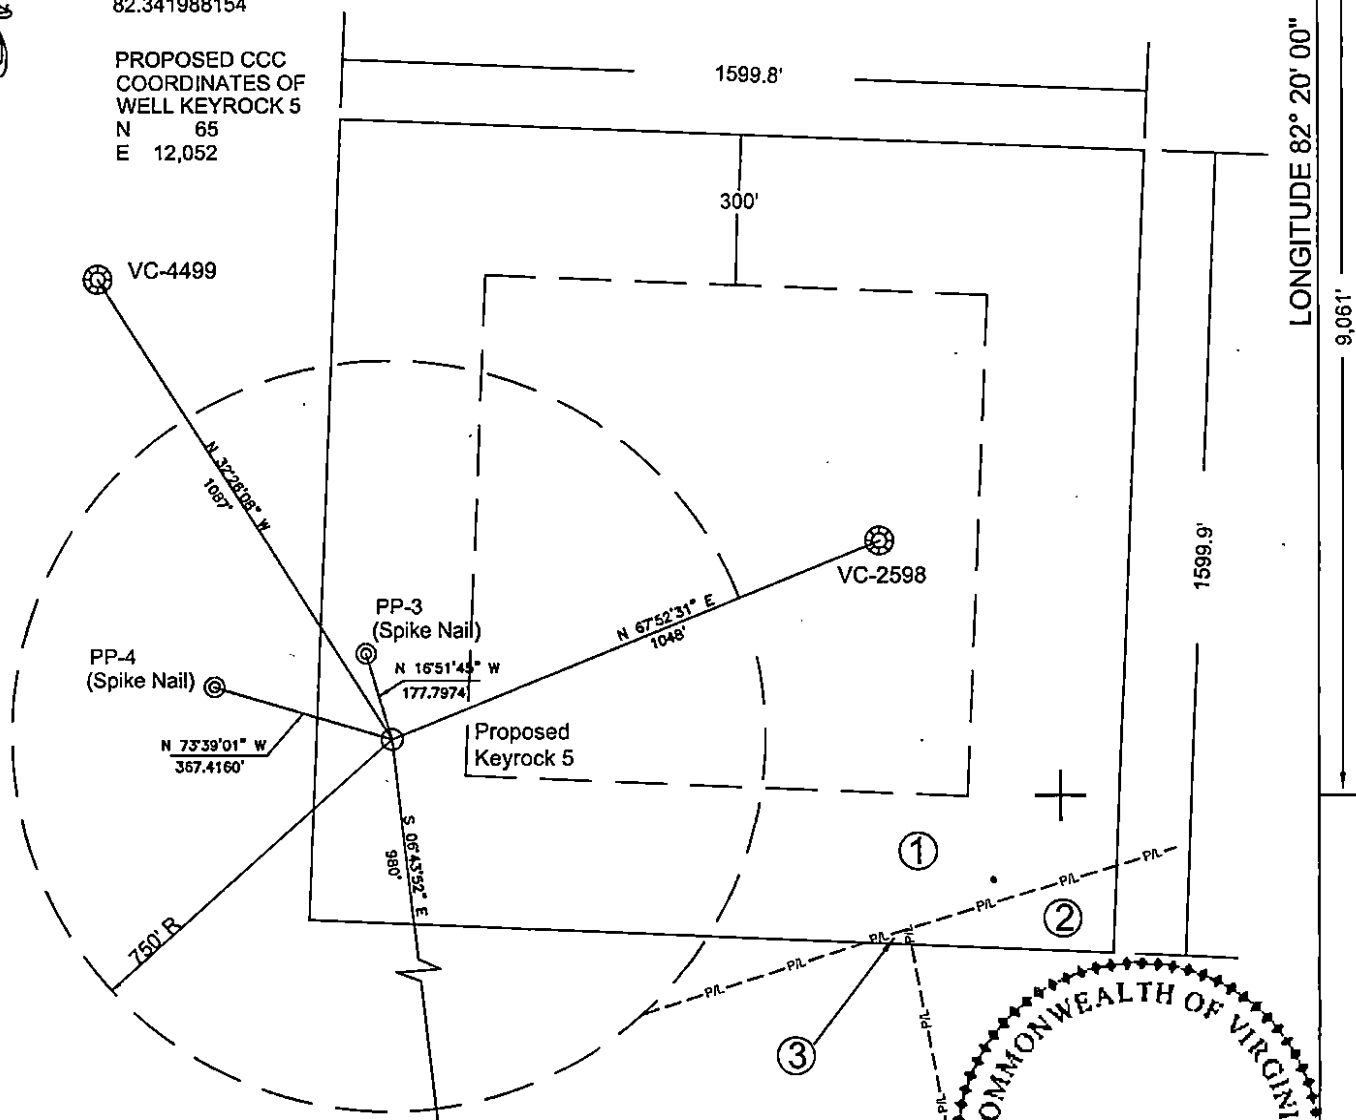 82.341988154
PROPOSED CCC
COORDINATES OF
WELL KEYROCK 5
N 65
E 12,052
1599.8'
LONGITUDE 82° 20' 00"
300'
VC-4499
9,061'
N 32°26'08" W
1087'
1599.9'
VC-2598
PP-3
(Spike Nail)
N 67°52'31" E
1048'
PP-4
(Spike Nail)
N 16°51'45" W
177.7974'
Proposed
Keyrock 5
N 73°39'01" W
367.4160'
S 06°43'52" E
980'
1
P/L
P/L
P/L
2
750' R
P/L
P/L
P/L
P/L
P/L
3
P/L
COMMONWEALTH OF VIRGINI